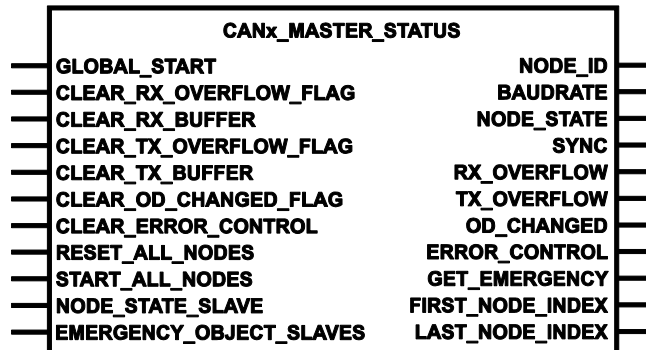 CANx_MASTER_STATUS
GLOBAL_START NODE_ID
CLEAR_RX_OVERFLOW_FLAG BAUDRATE
CLEAR_RX_BUFFER NODE_STATE
CLEAR_TX_OVERFLOW_FLAG SYNC
CLEAR_TX_BUFFER RX_OVERFLOW
CLEAR_OD_CHANGED_FLAG TX_OVERFLOW
CLEAR_ERROR_CONTROL OD_CHANGED
RESET_ALL_NODES ERROR_CONTROL
START_ALL_NODES GET_EMERGENCY
NODE_STATE_SLAVE FIRST_NODE_INDEX
EMERGENCY_OBJECT_SLAVES LAST_NODE_INDEX